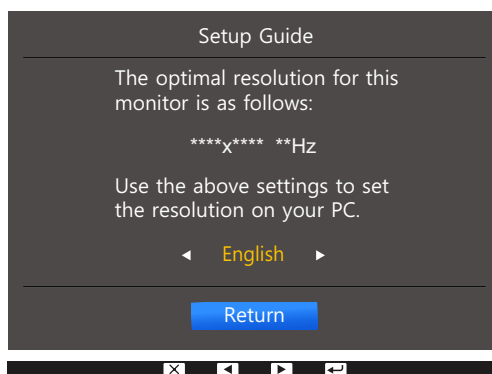 Setup Guide
The optimal resolution for this
monitor is as follows:
****x**** **Hz
Use the above settings to set
the resolution on your PC.
English
Return